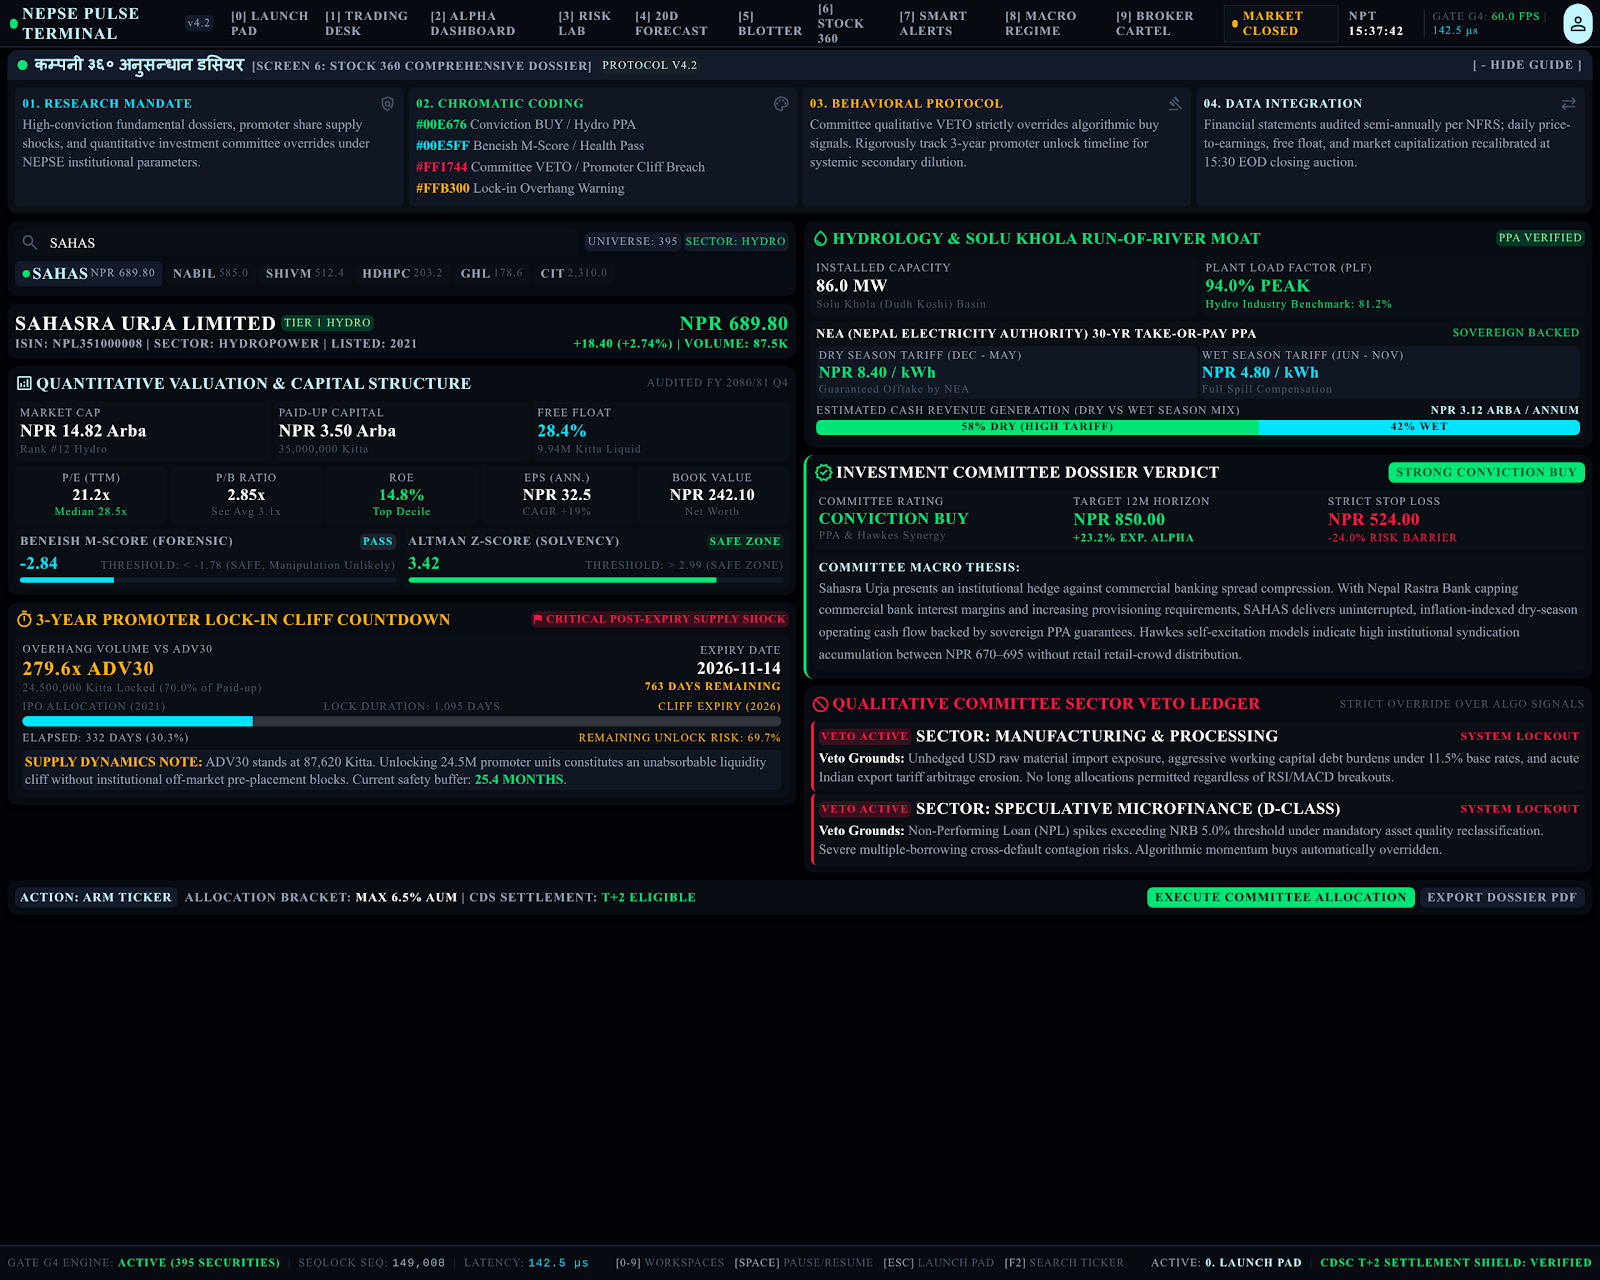 NEPSE PULSE TERMINAL
v4.2
[0] LAUNCH PAD
[1] TRADING DESK
[2] ALPHA DASHBOARD
[3] RISK LAB
[4] 20D FORECAST
[5] BLOTTER
[6] STOCK 360
[7] SMART ALERTS
[8] MACRO REGIME
[9] BROKER CARTEL
MARKET CLOSED
NPT 15:37:42
GATE G4: 60.0 FPS |
142.5 µs
कम्पनी ३६० अनुसन्धान डसियर [SCREEN 6: STOCK 360 COMPREHENSIVE DOSSIER] PROTOCOL V4.2
[ - HIDE GUIDE ]
01. RESEARCH MANDATE
High-conviction fundamental dossiers, promoter share supply
shocks, and quantitative investment committee overrides under
NEPSE institutional parameters.
02. CHROMATIC CODING
#00E676 Conviction BUY / Hydro PPA
#00E5FF Beneish M-Score / Health Pass
#FF1744 Committee VETO / Promoter Cliff Breach
#FFB300 Lock-in Overhang Warning
03. BEHAVIORAL PROTOCOL
Committee qualitative VETO strictly overrides algorithmic buy
signals. Rigorously track 3-year promoter unlock timeline for
systemic secondary dilution.
04. DATA INTEGRATION
Financial statements audited semi-annually per NFRS; daily price-
to-earnings, free float, and market capitalization recalibrated at
15:30 EOD closing auction.
SAHAS
UNIVERSE: 395 SECTOR: HYDRO
SAHAS NPR 689.80 NABIL 585.0 SHIVM 512.4 HDHPC 203.2 GHL 178.6 CIT 2,310.0
SAHASRA URJA LIMITED TIER 1 HYDRO
NPR 689.80
ISIN: NPL351000008 | SECTOR: HYDROPOWER | LISTED: 2021
+18.40 (+2.74%) | VOLUME: 87.5K
QUANTITATIVE VALUATION & CAPITAL STRUCTURE
AUDITED FY 2080/81 Q4
MARKET CAP
NPR 14.82 Arba
Rank #12 Hydro
PAID-UP CAPITAL
NPR 3.50 Arba
35,000,000 Kitta
FREE FLOAT
28.4%
9.94M Kitta Liquid
P/E (TTM)
21.2x
Median 28.5x
P/B RATIO
2.85x
Sec Avg 3.1x
ROE
14.8%
Top Decile
EPS (ANN.)
NPR 32.5
CAGR +19%
BOOK VALUE
NPR 242.10
Net Worth
BENEISH M-SCORE (FORENSIC) PASS
-2.84 THRESHOLD: < -1.78 (SAFE, Manipulation Unlikely)
ALTMAN Z-SCORE (SOLVENCY) SAFE ZONE
3.42 THRESHOLD: > 2.99 (SAFE ZONE)
3-YEAR PROMOTER LOCK-IN CLIFF COUNTDOWN
CRITICAL POST-EXPIRY SUPPLY SHOCK
OVERHANG VOLUME VS ADV30
279.6x ADV30
24,500,000 Kitta Locked (70.0% of Paid-up)
EXPIRY DATE
2026-11-14
763 DAYS REMAINING
IPO ALLOCATION (2021) LOCK DURATION: 1,095 DAYS CLIFF EXPIRY (2026)
ELAPSED: 332 DAYS (30.3%) REMAINING UNLOCK RISK: 69.7%
SUPPLY DYNAMICS NOTE: ADV30 stands at 87,620 Kitta. Unlocking 24.5M promoter units constitutes an unabsorbable liquidity
cliff without institutional off-market pre-placement blocks. Current safety buffer: 25.4 MONTHS.
HYDROLOGY & SOLU KHOLA RUN-OF-RIVER MOAT
PPA VERIFIED
INSTALLED CAPACITY
86.0 MW
Solu Khola (Dudh Koshi) Basin
PLANT LOAD FACTOR (PLF)
94.0% PEAK
Hydro Industry Benchmark: 81.2%
NEA (NEPAL ELECTRICITY AUTHORITY) 30-YR TAKE-OR-PAY PPA
SOVEREIGN BACKED
DRY SEASON TARIFF (DEC - MAY)
NPR 8.40 / kWh
Guaranteed Offtake by NEA
WET SEASON TARIFF (JUN - NOV)
NPR 4.80 / kWh
Full Spill Compensation
ESTIMATED CASH REVENUE GENERATION (DRY VS WET SEASON MIX)
NPR 3.12 ARBA / ANNUM
58% DRY (HIGH TARIFF) 42% WET
INVESTMENT COMMITTEE DOSSIER VERDICT
STRONG CONVICTION BUY
COMMITTEE RATING
CONVICTION BUY
PPA & Hawkes Synergy
TARGET 12M HORIZON
NPR 850.00
+23.2% EXP. ALPHA
STRICT STOP LOSS
NPR 524.00
-24.0% RISK BARRIER
COMMITTEE MACRO THESIS:
Sahasra Urja presents an institutional hedge against commercial banking spread compression. With Nepal Rastra Bank capping
commercial bank interest margins and increasing provisioning requirements, SAHAS delivers uninterrupted, inflation-indexed dry-season
operating cash flow backed by sovereign PPA guarantees. Hawkes self-excitation models indicate high institutional syndication
accumulation between NPR 670–695 without retail retail-crowd distribution.
QUALITATIVE COMMITTEE SECTOR VETO LEDGER
STRICT OVERRIDE OVER ALGO SIGNALS
VETO ACTIVE SECTOR: MANUFACTURING & PROCESSING
SYSTEM LOCKOUT
Veto Grounds: Unhedged USD raw material import exposure, aggressive working capital debt burdens under 11.5% base rates, and acute
Indian export tariff arbitrage erosion. No long allocations permitted regardless of RSI/MACD breakouts.
VETO ACTIVE SECTOR: SPECULATIVE MICROFINANCE (D-CLASS)
SYSTEM LOCKOUT
Veto Grounds: Non-Performing Loan (NPL) spikes exceeding NRB 5.0% threshold under mandatory asset quality reclassification.
Severe multiple-borrowing cross-default contagion risks. Algorithmic momentum buys automatically overridden.
ACTION: ARM TICKER ALLOCATION BRACKET: MAX 6.5% AUM | CDS SETTLEMENT: T+2 ELIGIBLE
EXECUTE COMMITTEE ALLOCATION EXPORT DOSSIER PDF
GATE G4 ENGINE: ACTIVE (395 SECURITIES) | SEQLOCK SEQ: 149,008 | LATENCY: 142.5 µs
[0-9] WORKSPACES [SPACE] PAUSE/RESUME [ESC] LAUNCH PAD [F2] SEARCH TICKER
ACTIVE: 0. LAUNCH PAD | CDSC T+2 SETTLEMENT SHIELD: VERIFIED